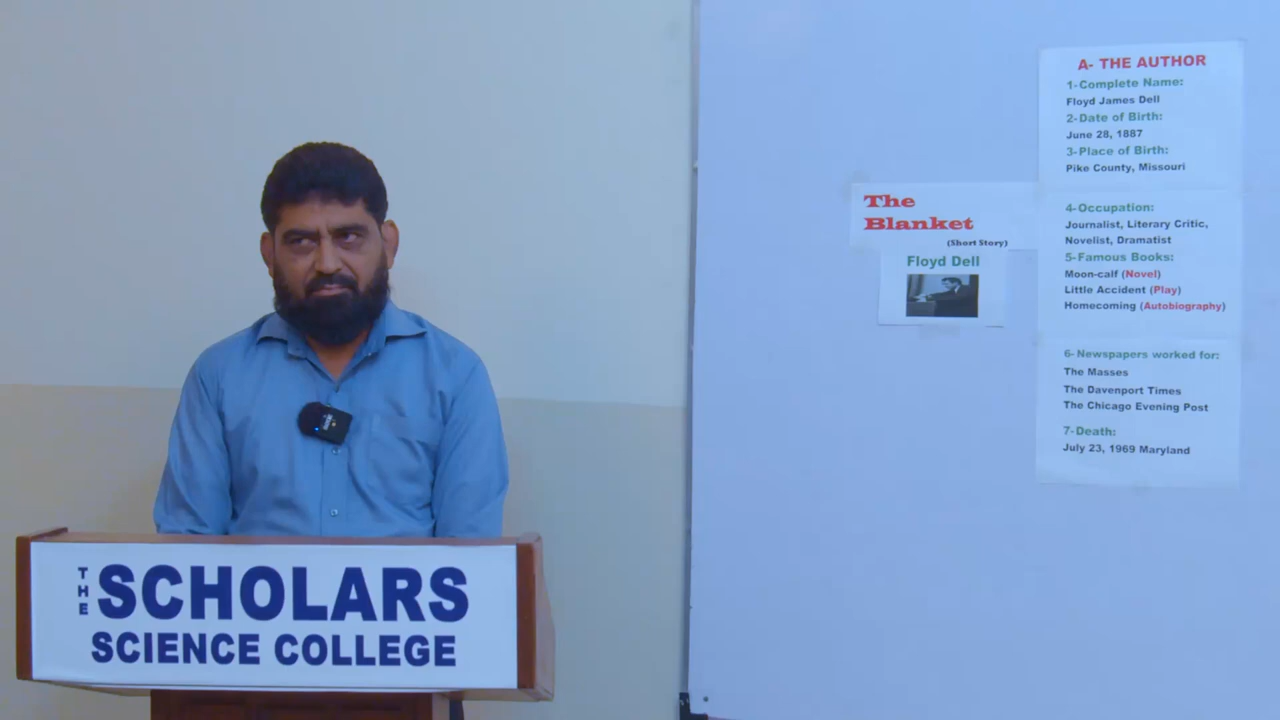 THE
SCHOLARS
SCIENCE COLLEGE
The
Blanket
(Short Story)
Floyd Dell
A- THE AUTHOR
1-Complete Name:
Floyd James Dell
2-Date of Birth:
June 28, 1887
3-Place of Birth:
Pike County, Missouri
4-Occupation:
Journalist, Literary Critic,
Novelist, Dramatist
5-Famous Books:
Moon-calf (Novel)
Little Accident (Play)
Homecoming (Autobiography)
6-Newspapers worked for:
The Masses
The Davenport Times
The Chicago Evening Post
7-Death:
July 23, 1969 Maryland